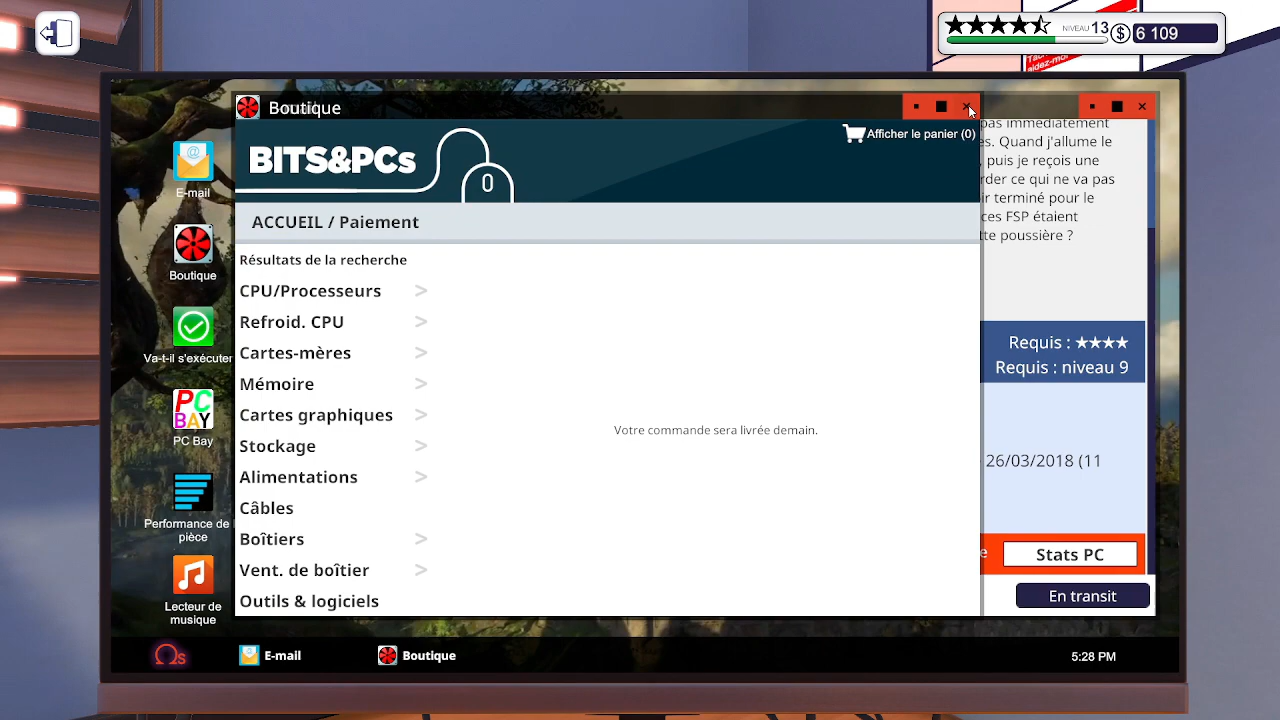 NIVEAU 13
$ 6 109
Boutique
Afficher le panier (0)
BITS&PCs
0
ACCUEIL / Paiement
Résultats de la recherche
CPU/Processeurs >
Refroid. CPU >
Cartes-mères >
Mémoire >
Cartes graphiques >
Stockage >
Alimentations >
Câbles
Boîtiers >
Vent. de boîtier >
Outils & logiciels
Votre commande sera livrée demain.
pas immédiatement
es. Quand j'allume le
, puis je reçois une
rder ce qui ne va pas
ir terminé pour le
ces FSP étaient
tte poussière ?
Requis : ★★★★
Requis : niveau 9
26/03/2018 (11
e
Stats PC
En transit
E-mail
Boutique
Va-t-il s'exécuter
PC
BAY
PC Bay
Performance de
pièce
Lecteur de
musique
Ωs
E-mail
Boutique
5:28 PM